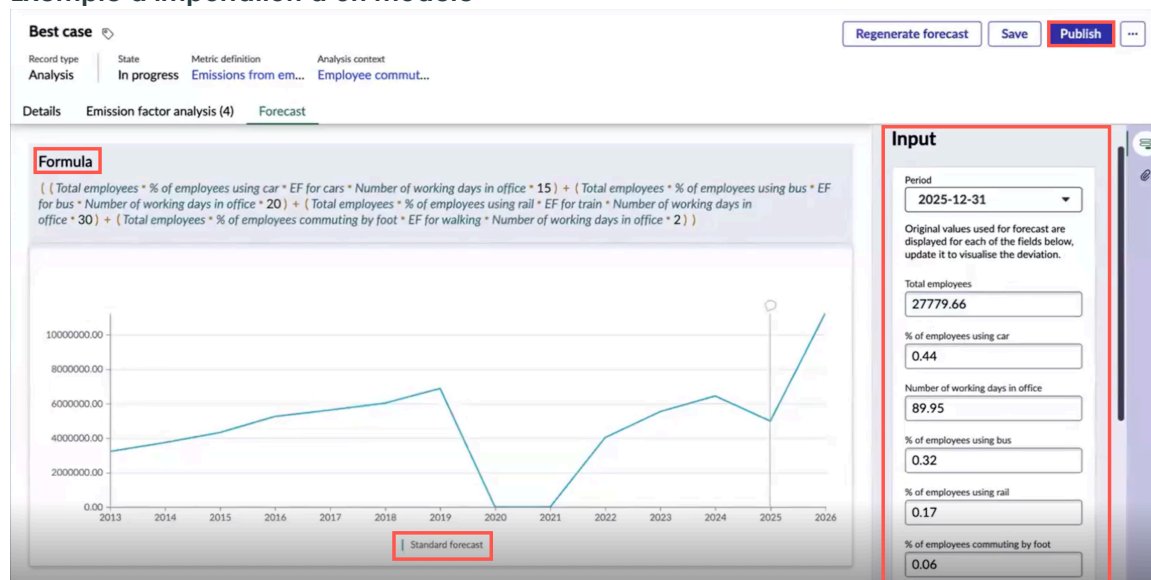 Exemple d'importation d'un modèle
Best case
Regenerate forecast
Save
Publish
...
Record type
State
Metric definition
Analysis context
Analysis
In progress
Emissions from em...
Employee commut...
Details
Emission factor analysis (4)
Forecast
Formula
( ( Total employees * % of employees using car * EF for cars * Number of working days in office * 15 ) + ( Total employees * % of employees using bus * EF
for bus * Number of working days in office * 20 ) + ( Total employees * % of employees using rail * EF for train * Number of working days in
office * 30 ) + ( Total employees * % of employees commuting by foot * EF for walking * Number of working days in office * 2 ) )
10000000.00
8000000.00
6000000.00
4000000.00
2000000.00
0.00
2013 2014 2015 2016 2017 2018 2019 2020 2021 2022 2023 2024 2025 2026
Standard forecast
Input
Period
2025-12-31
Original values used for forecast are
displayed for each of the fields below,
update it to visualise the deviation.
Total employees
27779.66
% of employees using car
0.44
Number of working days in office
89.95
% of employees using bus
0.32
% of employees using rail
0.17
% of employees commuting by foot
0.06